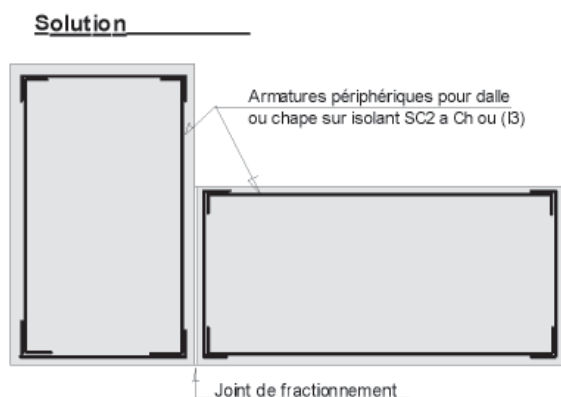 Solution
Armatures périphériques pour dalle
ou chape sur isolant SC2 a Ch ou (I3)
Joint de fractionnement